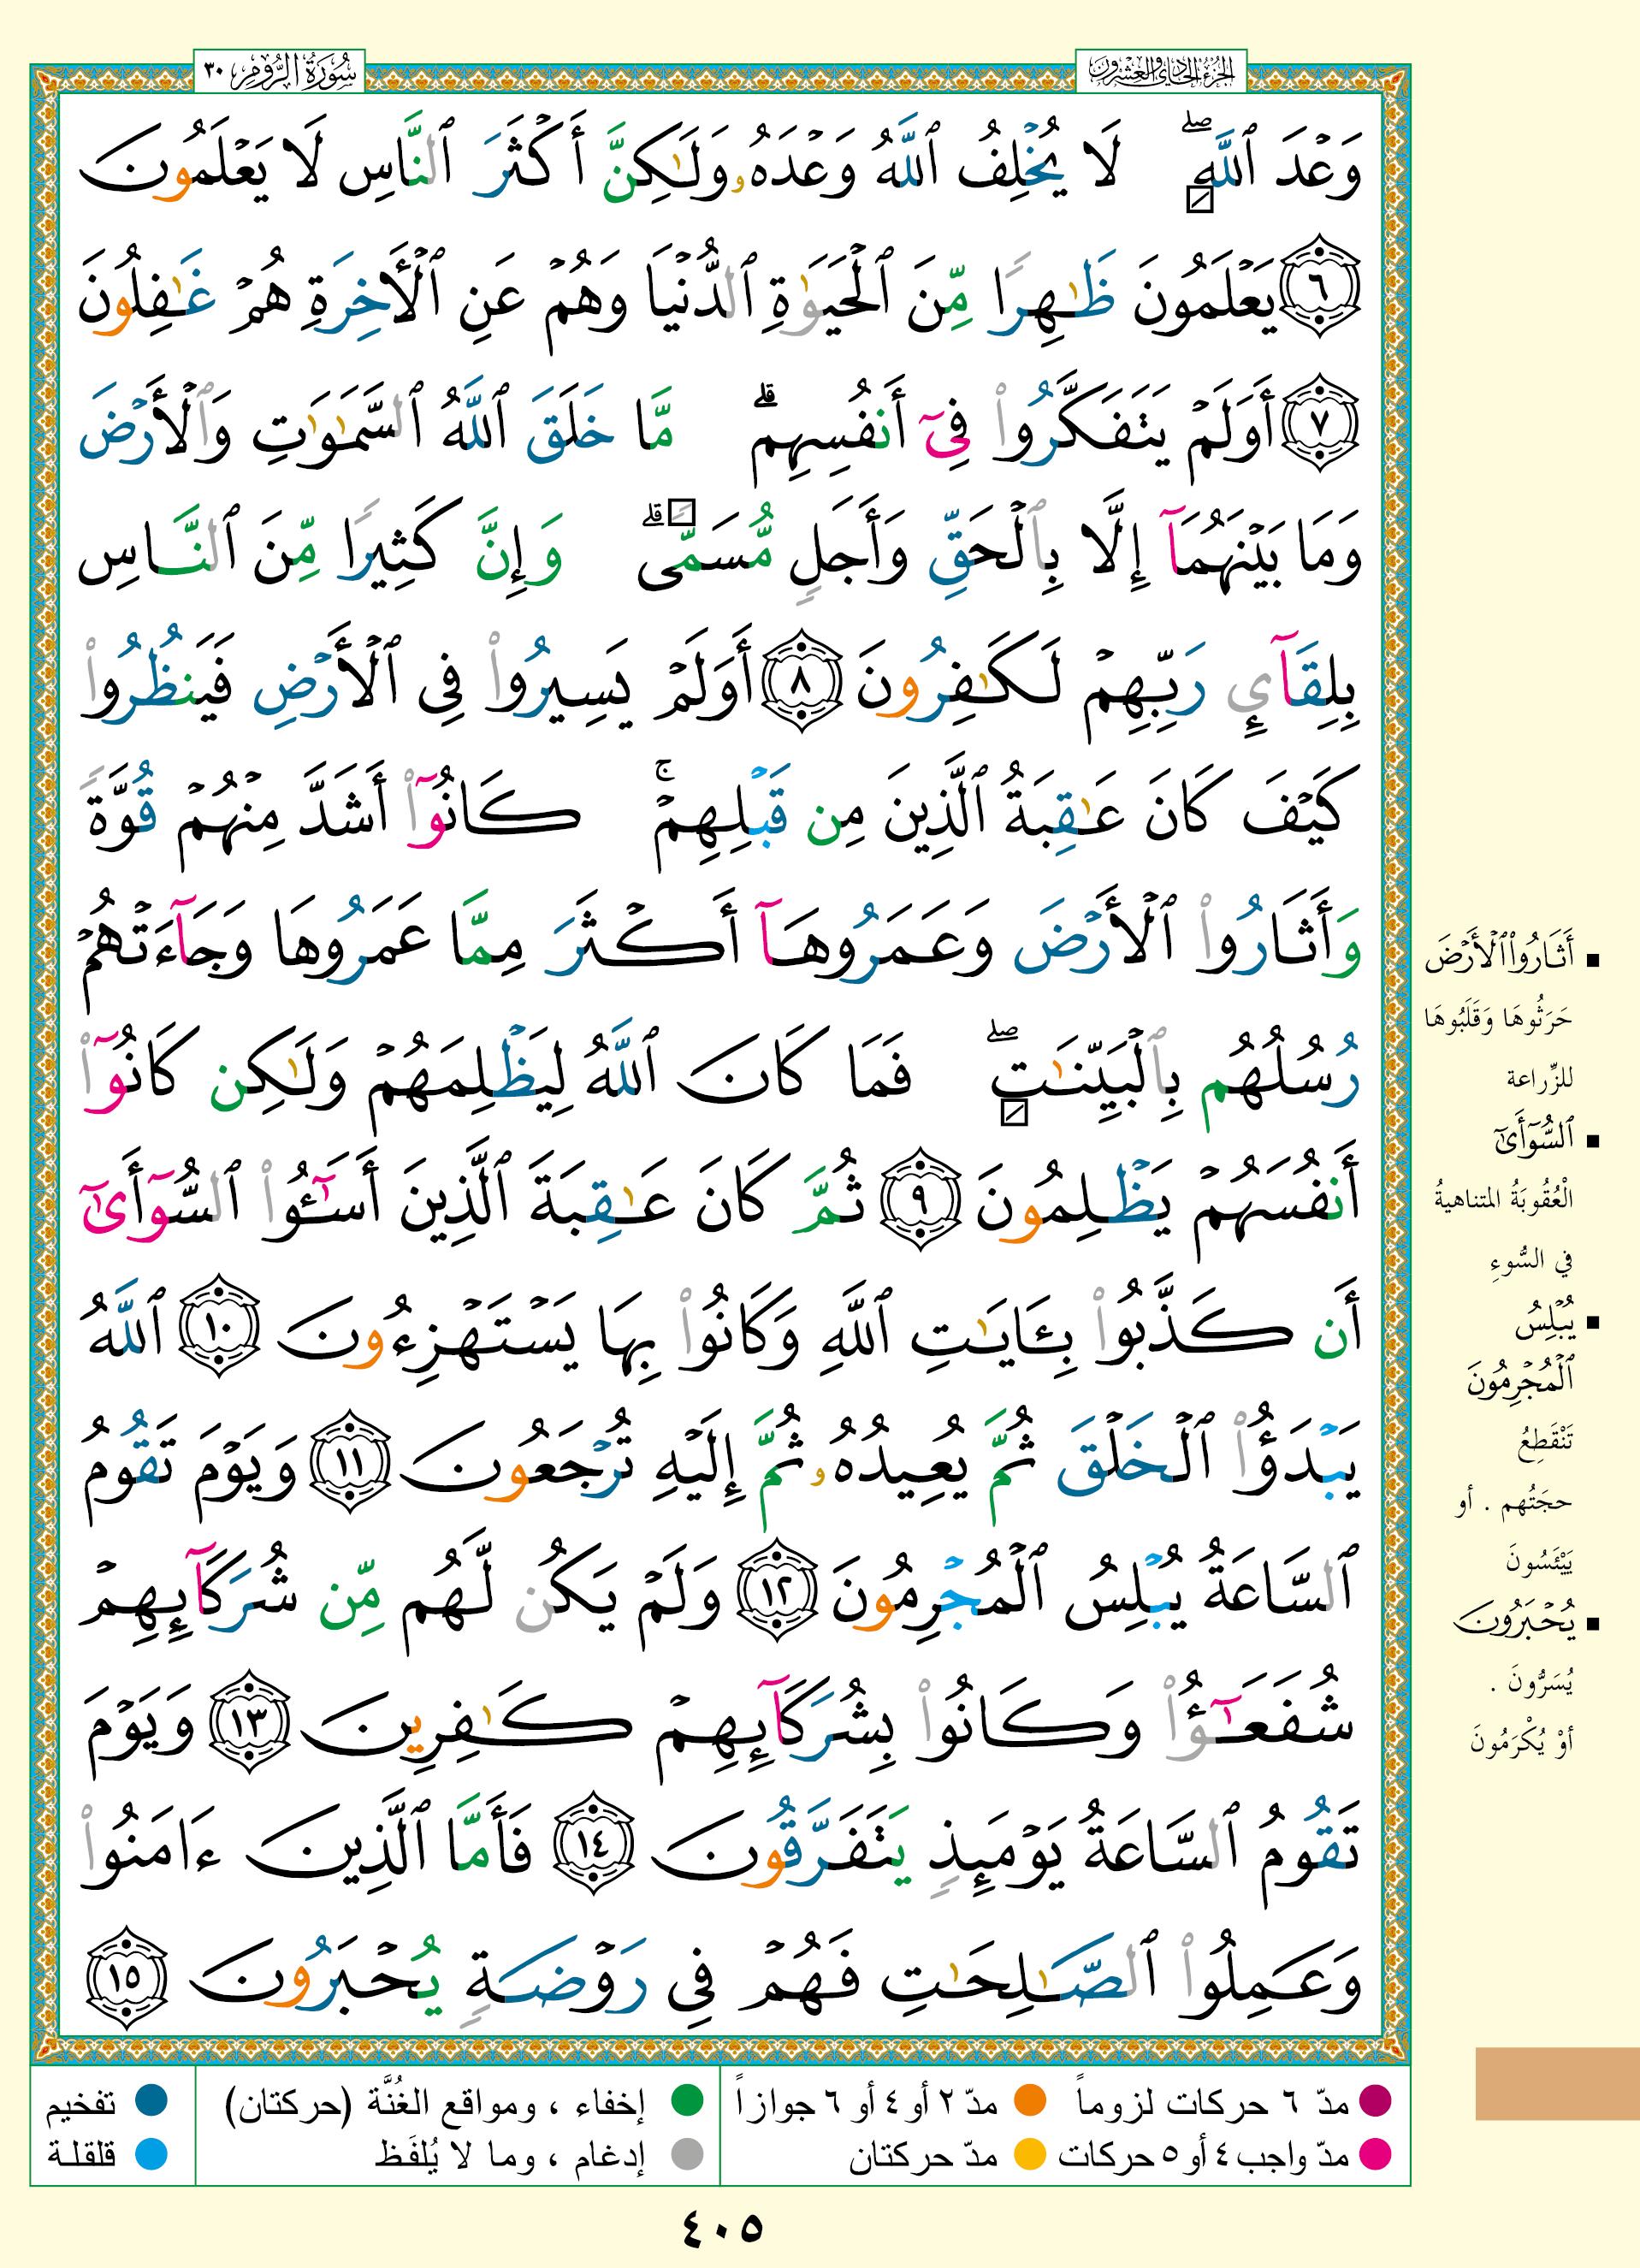 الجزء الحادي والعشرون
سُورَةُ الرُّومِ ٣٠
وَعْدَ ٱللَّهِ ۖ لَا يُخْلِفُ ٱللَّهُ وَعْدَهُۥ وَلَـٰكِنَّ أَكْثَرَ ٱلنَّاسِ لَا يَعْلَمُونَ
٦ يَعْلَمُونَ ظَـٰهِرًا مِّنَ ٱلْحَيَوٰةِ ٱلدُّنْيَا وَهُمْ عَنِ ٱلْأَخِرَةِ هُمْ غَـٰفِلُونَ
٧ أَوَلَمْ يَتَفَكَّرُوا۟ فِىٓ أَنفُسِهِم ۗ مَّا خَلَقَ ٱللَّهُ ٱلسَّمَـٰوَٰتِ وَٱلْأَرْضَ
وَمَا بَيْنَهُمَآ إِلَّا بِٱلْحَقِّ وَأَجَلٍ مُّسَمًّى ۗ وَإِنَّ كَثِيرًا مِّنَ ٱلنَّاسِ
بِلِقَآئِ رَبِّهِمْ لَكَـٰفِرُونَ ٨ أَوَلَمْ يَسِيرُوا۟ فِى ٱلْأَرْضِ فَيَنظُرُوا۟
كَيْفَ كَانَ عَـٰقِبَةُ ٱلَّذِينَ مِن قَبْلِهِمْ ۚ كَانُوٓا۟ أَشَدَّ مِنْهُمْ قُوَّةً
وَأَثَارُوا۟ ٱلْأَرْضَ وَعَمَرُوهَآ أَكْثَرَ مِمَّا عَمَرُوهَا وَجَآءَتْهُمْ
رُسُلُهُم بِٱلْبَيِّنَـٰتِ ۖ فَمَا كَانَ ٱللَّهُ لِيَظْلِمَهُمْ وَلَـٰكِن كَانُوٓا۟
أَنفُسَهُمْ يَظْلِمُونَ ٩ ثُمَّ كَانَ عَـٰقِبَةَ ٱلَّذِينَ أَسَـٰٓـُٔوا۟ ٱلسُّوٓأَىٰٓ
أَن كَذَّبُوا۟ بِـَٔايَـٰتِ ٱللَّهِ وَكَانُوا۟ بِهَا يَسْتَهْزِءُونَ ١٠ ٱللَّهُ
يَبْدَؤُا۟ ٱلْخَلْقَ ثُمَّ يُعِيدُهُۥ ثُمَّ إِلَيْهِ تُرْجَعُونَ ١١ وَيَوْمَ تَقُومُ
ٱلسَّاعَةُ يُبْلِسُ ٱلْمُجْرِمُونَ ١٢ وَلَمْ يَكُن لَّهُم مِّن شُرَكَآئِهِمْ
شُفَعَـٰٓؤُا۟ وَكَانُوا۟ بِشُرَكَآئِهِمْ كَـٰفِرِينَ ١٣ وَيَوْمَ
تَقُومُ ٱلسَّاعَةُ يَوْمَئِذٍ يَتَفَرَّقُونَ ١٤ فَأَمَّا ٱلَّذِينَ ءَامَنُوا۟
وَعَمِلُوا۟ ٱلصَّـٰلِحَـٰتِ فَهُمْ فِى رَوْضَةٍ يُحْبَرُونَ ١٥
▪ أَثَارُوا۟ ٱلْأَرْضَ
حَرَثُوهَا وَقَلَبُوهَا
للزِّراعة
▪ ٱلسُّوٓأَىٰٓ
الْعُقُوبَةُ المتناهيةُ
في السُّوءِ
▪ يُبْلِسُ
ٱلْمُجْرِمُونَ
تَنْقَطِعُ
حجَتُهم . أو
يَيْئَسُونَ
▪ يُحْبَرُونَ
يُسَرُّونَ .
أوْ يُكْرَمُونَ
مدّ ٦ حركات لزوماً مدّ ٢ أو ٤ أو ٦ جوازاً إخفاء ، ومواقع الغُنَّة (حركتان) تفخيم
مدّ واجب ٤ أو ٥ حركات مدّ حركتان إدغام ، وما لا يُلفَظ قلقلة
٤٠٥